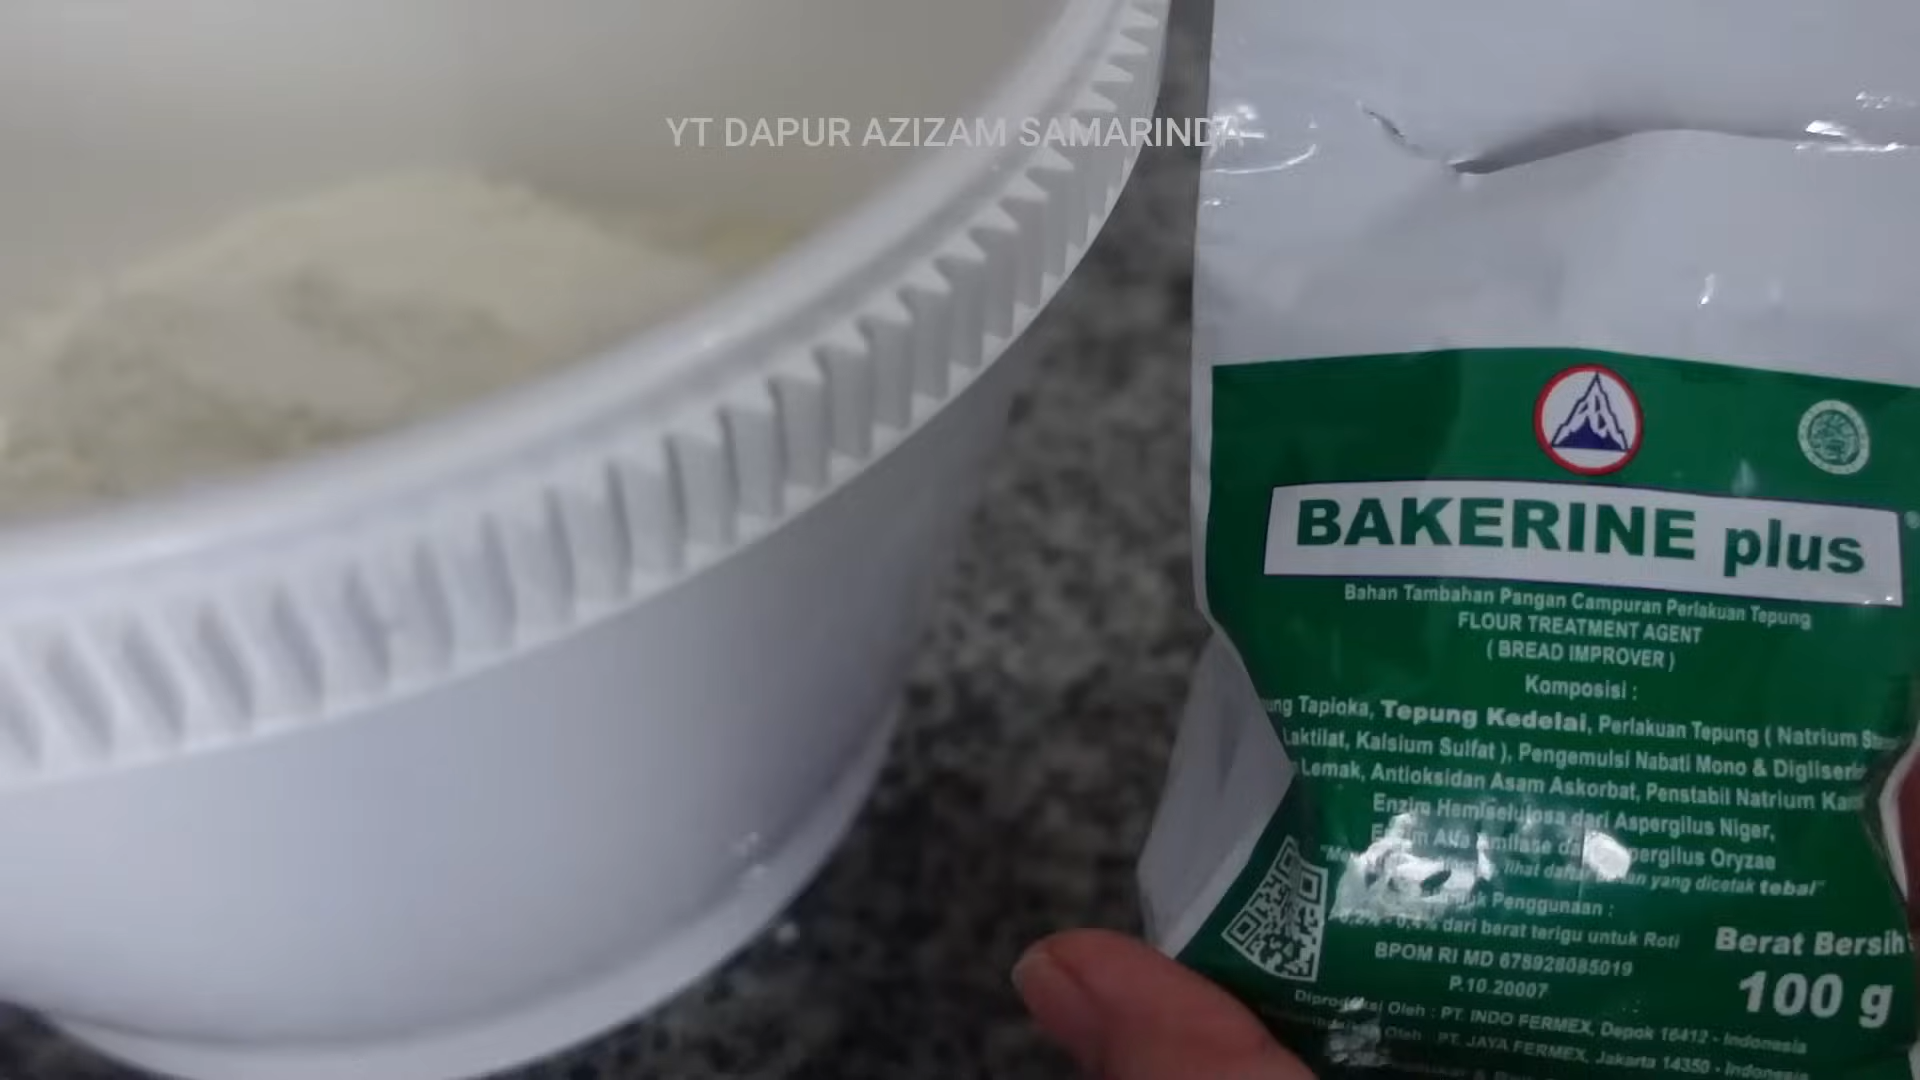 YT DAPUR AZIZAM SAMARINDA
BAKERINE plus
Bahan Tambahan Pangan Campuran Perlakuan Tepung
FLOUR TREATMENT AGENT
( BREAD IMPROVER )
Komposisi :
Tapioka, Tepung Kedelai, Perlakuan Tepung ( Natrium
Laktilat, Kalsium Sulfat ), Pengemulsi Nabati Mono &
Lemak, Antioksidan Asam Askorbat, Penstabil Natrium
Enzim Hemiselulosa dari Aspergilus Niger,
Oryzae
lihat yang dicetak tebal"
Penggunaan :
dari berat terigu untuk Roti
BPOM RI MD 678928085019
P.10.20007
Berat Bersih
100 g
Diproduksi Oleh : PT. INDO FERMEX, Depok 16412 - Indonesia
Oleh : PT. JAYA FERMEX, Jakarta 14350 - Indonesia